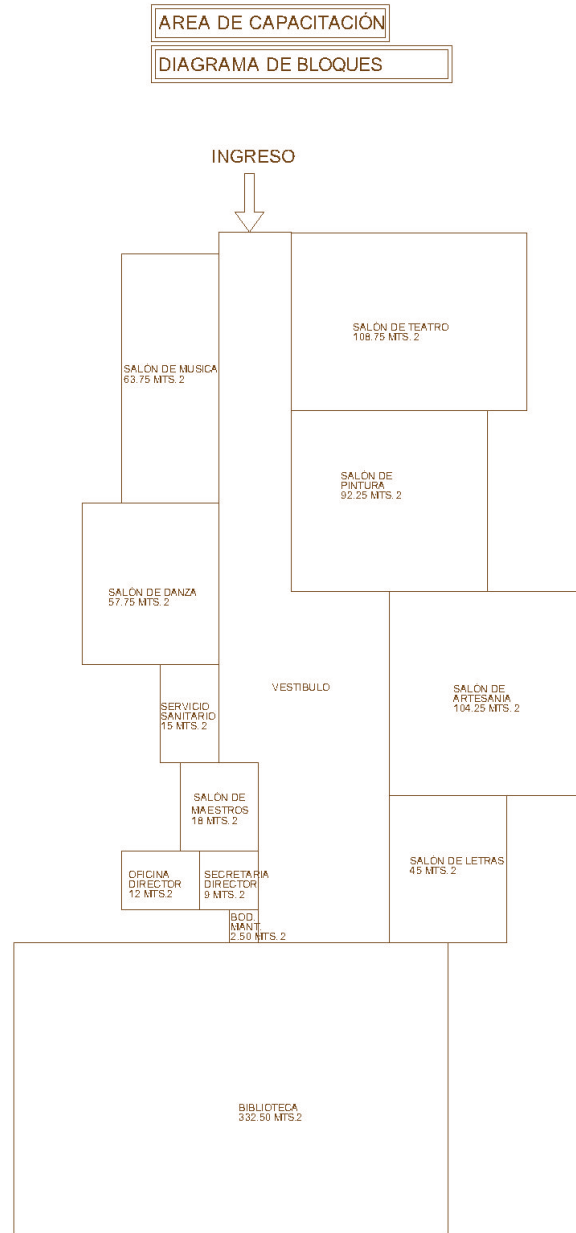 AREA DE CAPACITACIÓN
DIAGRAMA DE BLOQUES
INGRESO
SALÓN DE TEATRO
108.75 MTS. 2
SALÓN DE MUSICA
63.75 MTS. 2
SALÓN DE
PINTURA
92.25 MTS. 2
SALÓN DE DANZA
57.75 MTS. 2
VESTIBULO
SALÓN DE
ARTESANIA
104.25 MTS. 2
SERVICIO
SANITARIO
15 MTS. 2
SALÓN DE
MAESTROS
18 MTS. 2
SALÓN DE LETRAS
45 MTS. 2
OFICINA
DIRECTOR
12 MTS.2
SECRETARIA
DIRECTOR
9 MTS. 2
BOD.
MANT.
2.50 MTS. 2
BIBLIOTECA
332.50 MTS.2